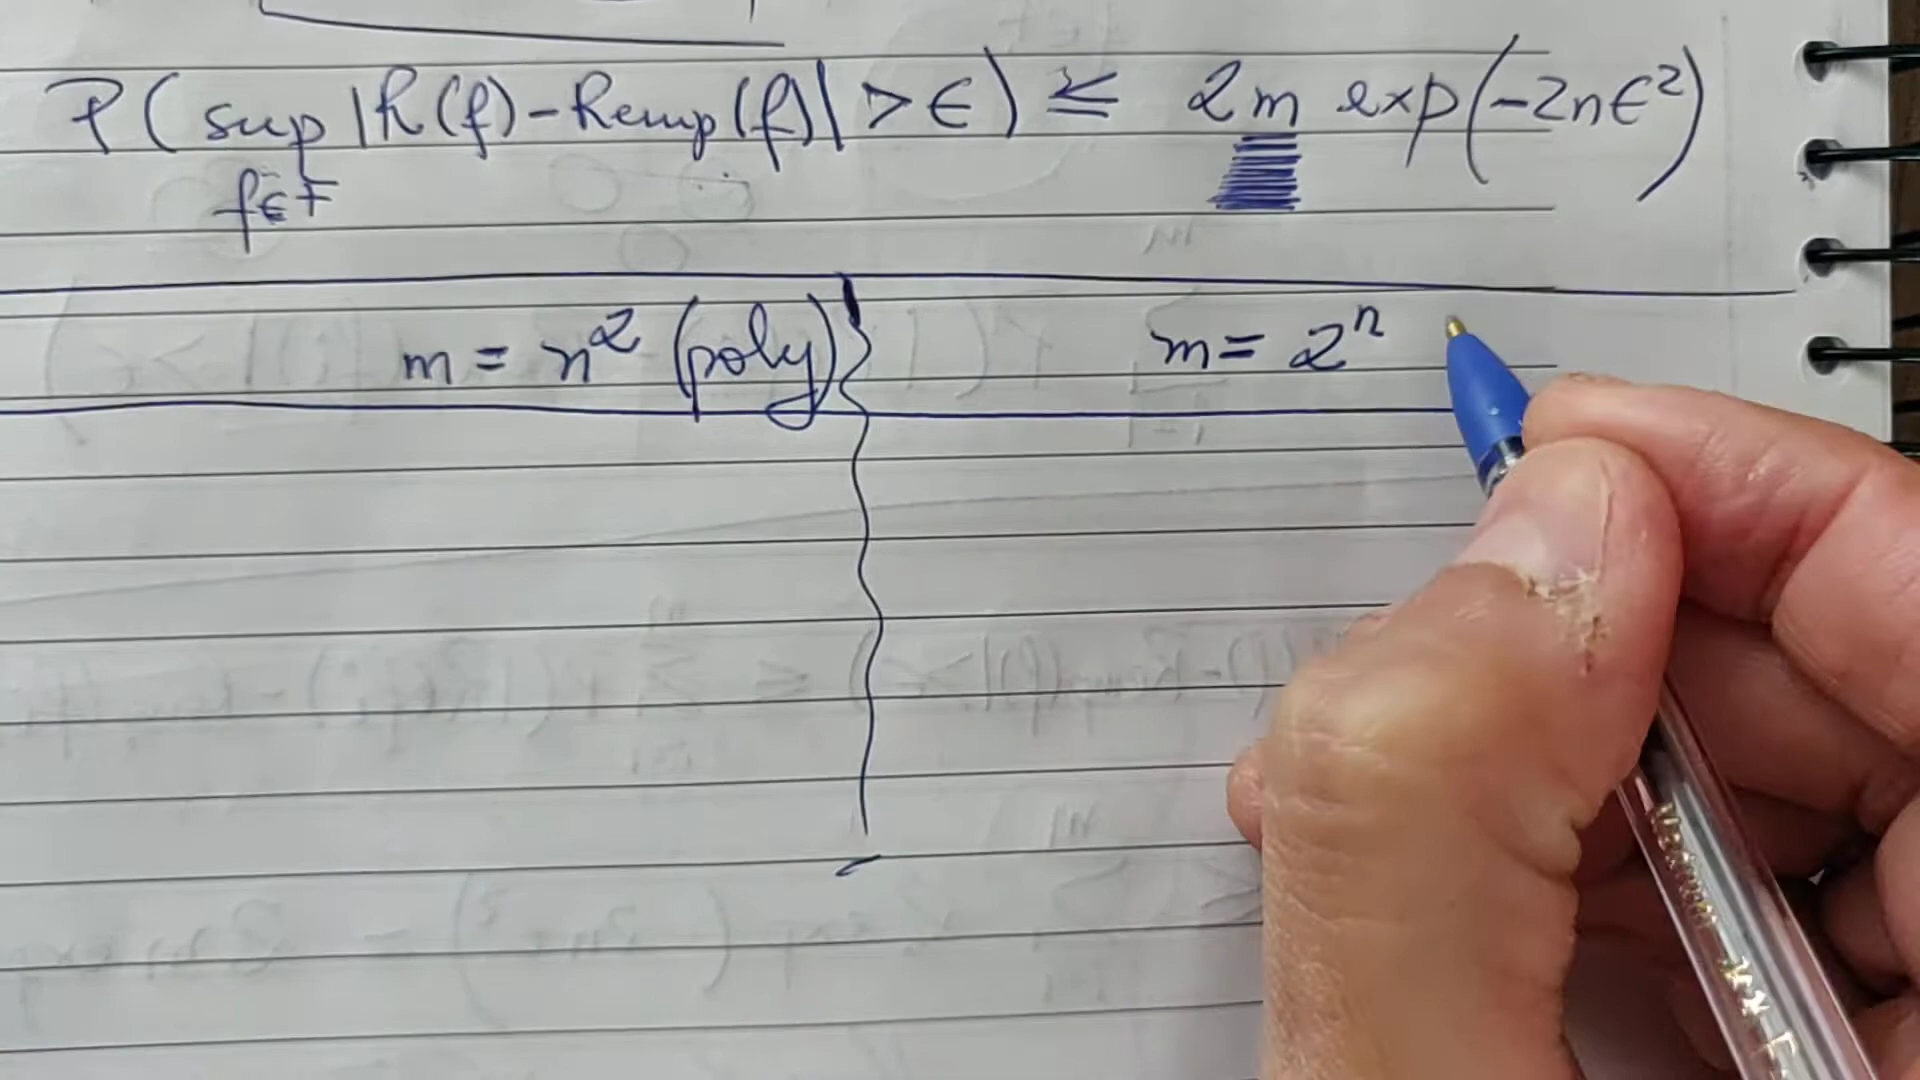 P( sup |R(f)-Remp(f)| > ϵ ) ≤ 2m exp(-2nϵ²)
f∈F
m = n² (poly)
m = 2ⁿ